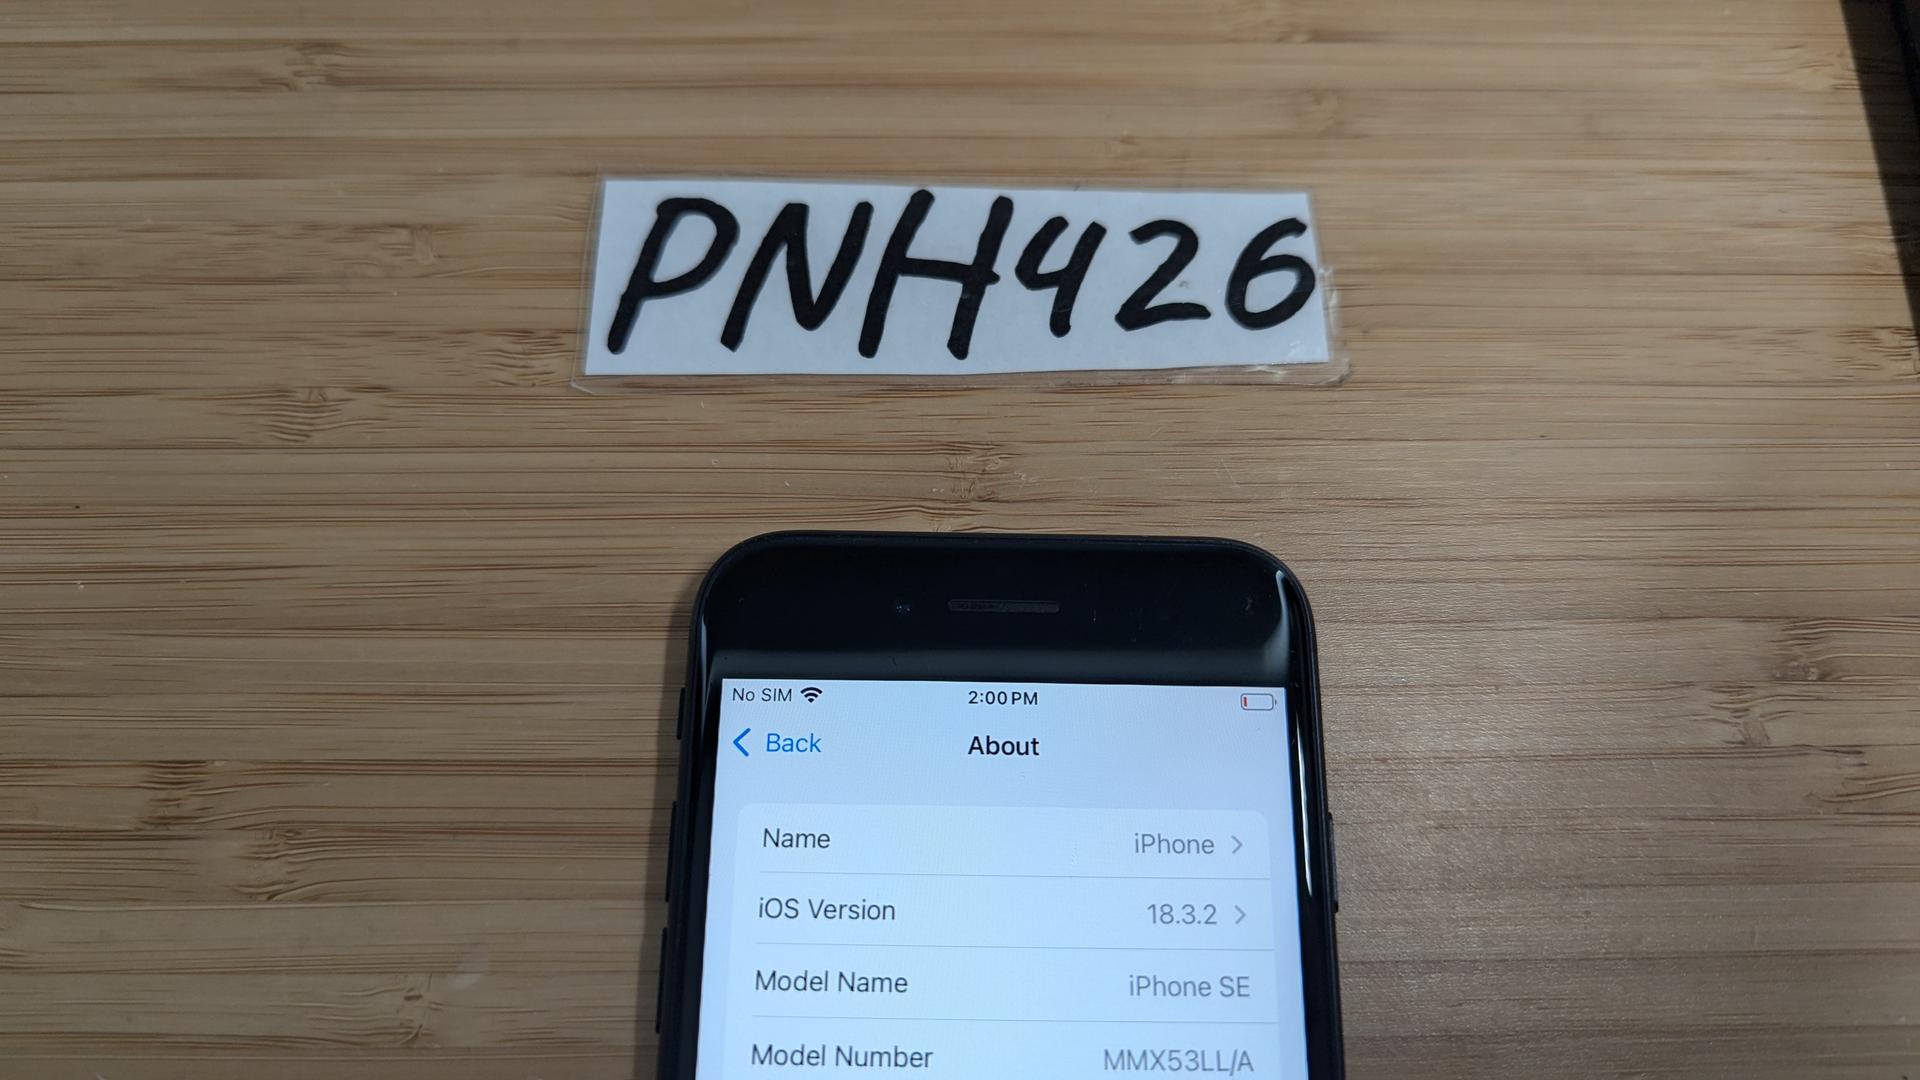 PNH426
No SIM 2:00 PM
Back About
Name iPhone
iOS Version 18.3.2
Model Name iPhone SE
Model Number MMX53LL/A